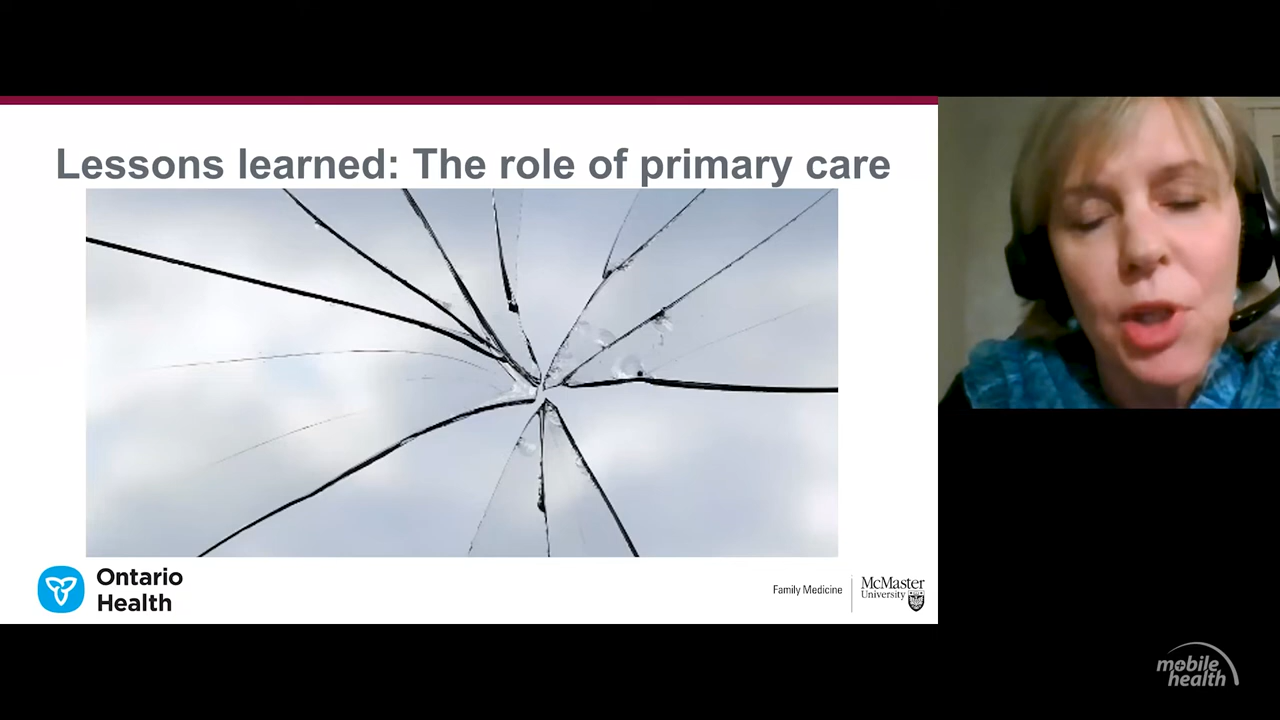 Lessons learned: The role of primary care
Ontario
Health
Family Medicine
McMaster
University
mobile
health